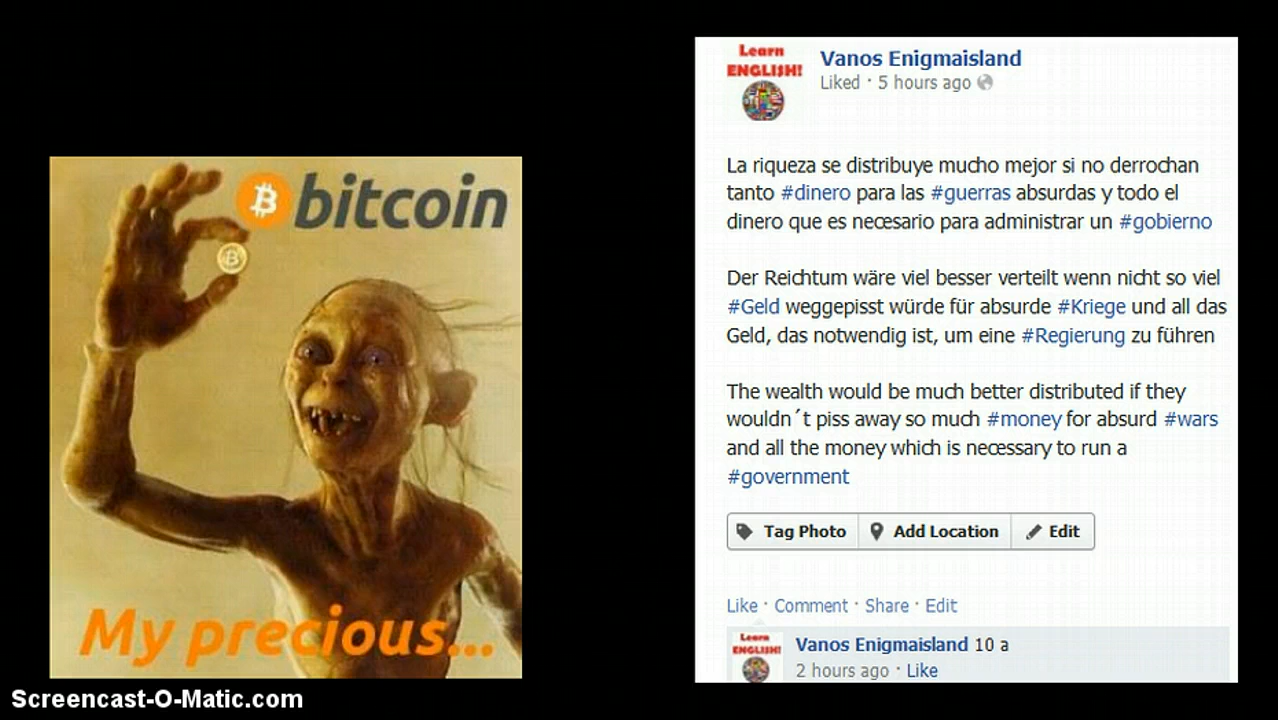 bitcoin
My precious...
Learn
ENGLISH!
Vanos Enigmaisland
Liked · 5 hours ago
La riqueza se distribuye mucho mejor si no derrochan
tanto #dinero para las #guerras absurdas y todo el
dinero que es necesario para administrar un #gobierno
Der Reichtum wäre viel besser verteilt wenn nicht so viel
#Geld weggepisst würde für absurde #Kriege und all das
Geld, das notwendig ist, um eine #Regierung zu führen
The wealth would be much better distributed if they
wouldn´t piss away so much #money for absurd #wars
and all the money which is necessary to run a
#government
Tag Photo Add Location Edit
Like · Comment · Share · Edit
Learn
ENGLISH!
Vanos Enigmaisland 10 a
2 hours ago · Like
Screencast-O-Matic.com